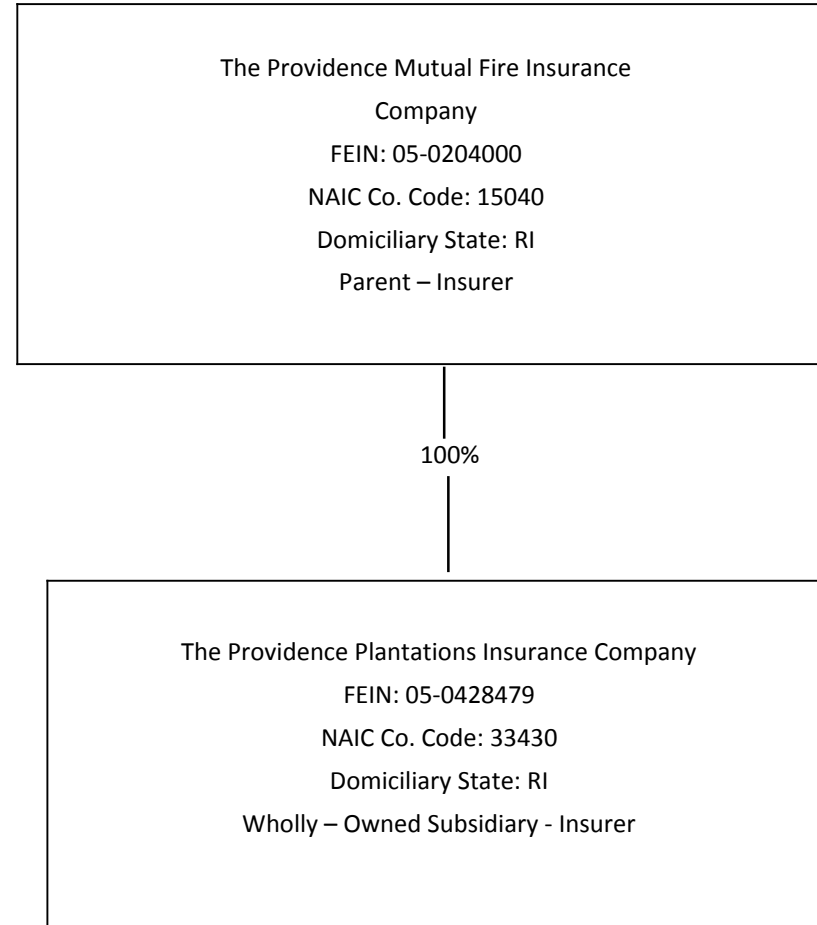 The Providence Mutual Fire Insurance
Company
FEIN: 05-0204000
NAIC Co. Code: 15040
Domiciliary State: RI
Parent – Insurer
100%
The Providence Plantations Insurance Company
FEIN: 05-0428479
NAIC Co. Code: 33430
Domiciliary State: RI
Wholly – Owned Subsidiary - Insurer